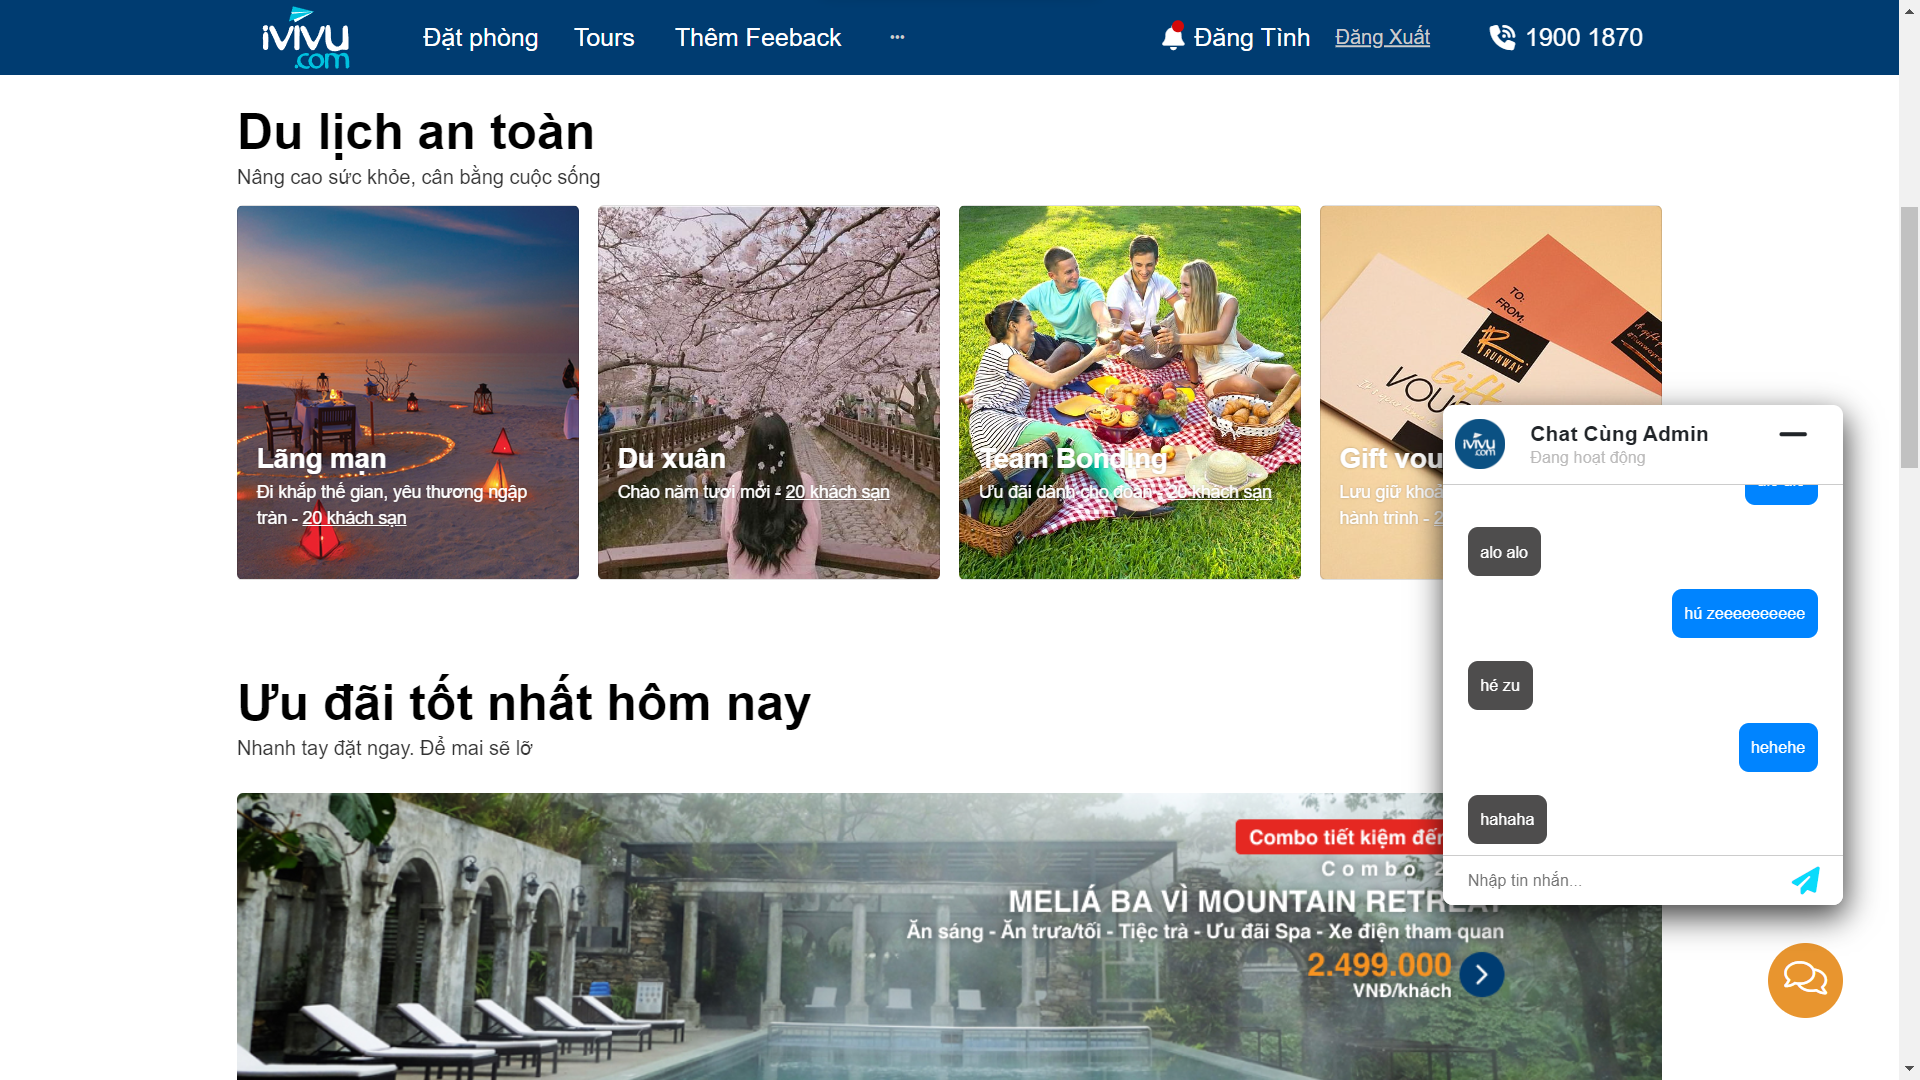 iVIVU
.com
Đặt phòng
Tours
Thêm Feeback
Đăng Tình
Đăng Xuất
1900 1870
Du lịch an toàn
Nâng cao sức khỏe, cân bằng cuộc sống
Lãng mạn
Đi khắp thế gian, yêu thương ngập
tràn - 20 khách sạn
Du xuân
Chào năm tươi mới - 20 khách sạn
Team Bonding
Ưu đãi dành cho đoàn - 20 khách sạn
TO:
FROM:
RUNWAY
Gift
VOU
Gift vou
Lưu giữ
hành trình - 2
Chat Cùng Admin
Đang hoạt động
iVIVU
.com
alo alo
hú zeeeeeeeeee
hé zu
hehehe
hahaha
Nhập tin nhắn...
Ưu đãi tốt nhất hôm nay
Nhanh tay đặt ngay. Để mai sẽ lỡ
Combo tiết kiệm đến
Combo 2
MELIÁ BA VÌ MOUNTAIN RETREAT
Ăn sáng - Ăn trưa/tối - Tiệc trà - Ưu đãi Spa - Xe điện tham quan
2.499.000
VNĐ/khách